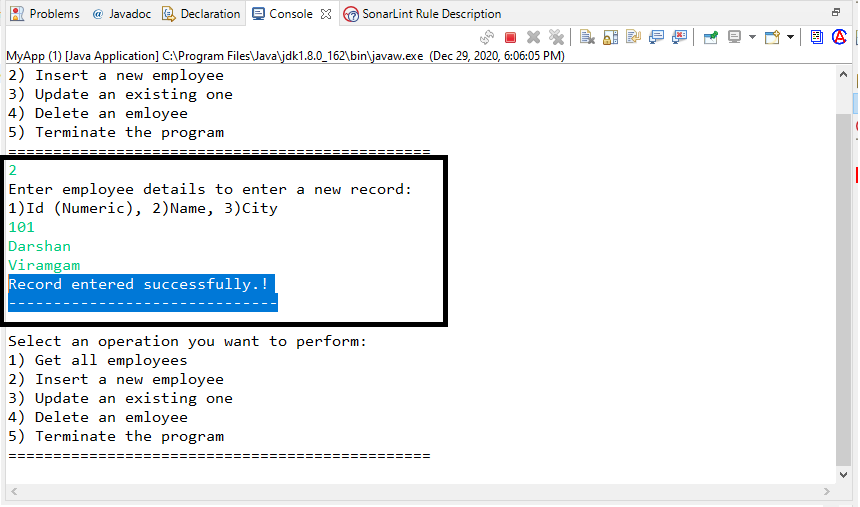 Problems @ Javadoc Declaration Console SonarLint Rule Description
MyApp (1) [Java Application] C:\Program Files\Java\jdk1.8.0_162\bin\javaw.exe (Dec 29, 2020, 6:06:05 PM)
2) Insert a new employee
3) Update an existing one
4) Delete an emloyee
5) Terminate the program
===============================================
2
Enter employee details to enter a new record:
1)Id (Numeric), 2)Name, 3)City
101
Darshan
Viramgam
Record entered successfully.!
------------------------------
Select an operation you want to perform:
1) Get all employees
2) Insert a new employee
3) Update an existing one
4) Delete an emloyee
5) Terminate the program
===============================================